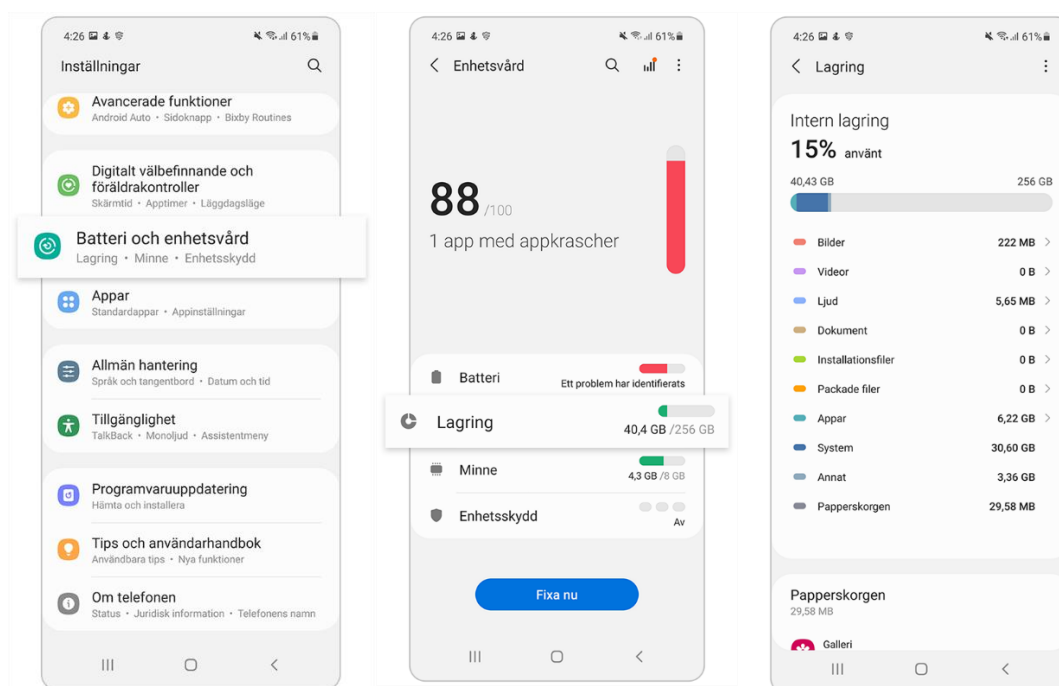 4:26 61%
Inställningar
Avancerade funktioner
Android Auto • Sidoknapp • Bixby Routines
Digitalt välbefinnande och
föräldrakontroller
Skärmtid • Apptimer • Läggdagsläge
Batteri och enhetsvård
Lagring • Minne • Enhetsskydd
Appar
Standardappar • Appinställningar
Allmän hantering
Språk och tangentbord • Datum och tid
Tillgänglighet
TalkBack • Monoljud • Assistentmeny
Programvaruuppdatering
Hämta och installera
Tips och användarhandbok
Användbara tips • Nya funktioner
Om telefonen
Status • Juridisk information • Telefonens namn
4:26 61%
Enhetsvård
88 /100
1 app med appkrascher
Batteri Ett problem har identifierats
Lagring 40,4 GB /256 GB
Minne 4,3 GB /8 GB
Enhetsskydd Av
Fixa nu
4:26 61%
Lagring
Intern lagring
15% använt
40,43 GB 256 GB
Bilder 222 MB
Videor 0 B
Ljud 5,65 MB
Dokument 0 B
Installationsfiler 0 B
Packade filer 0 B
Appar 6,22 GB
System 30,60 GB
Annat 3,36 GB
Papperskorgen 29,58 MB
Papperskorgen
29,58 MB
Galleri